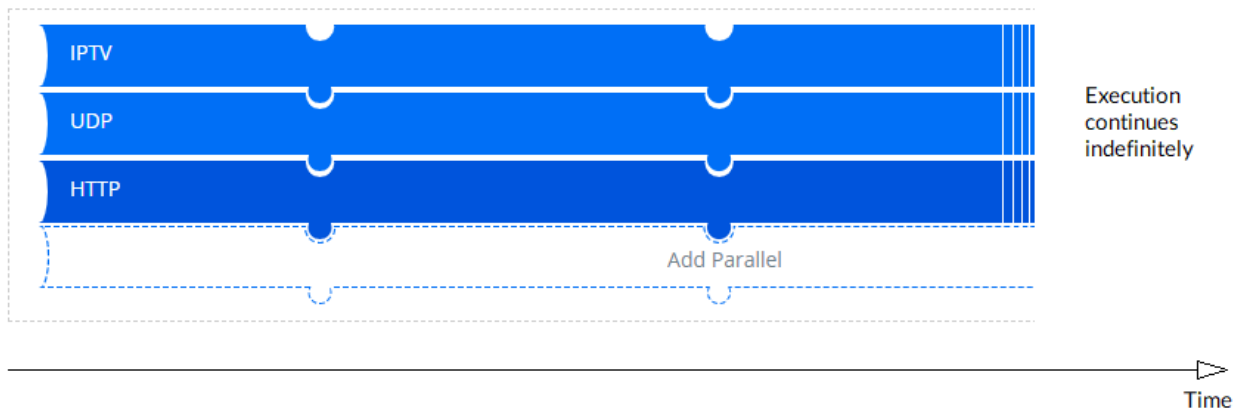 IPTV
UDP
HTTP
Add Parallel
Execution
continues
indefinitely
Time